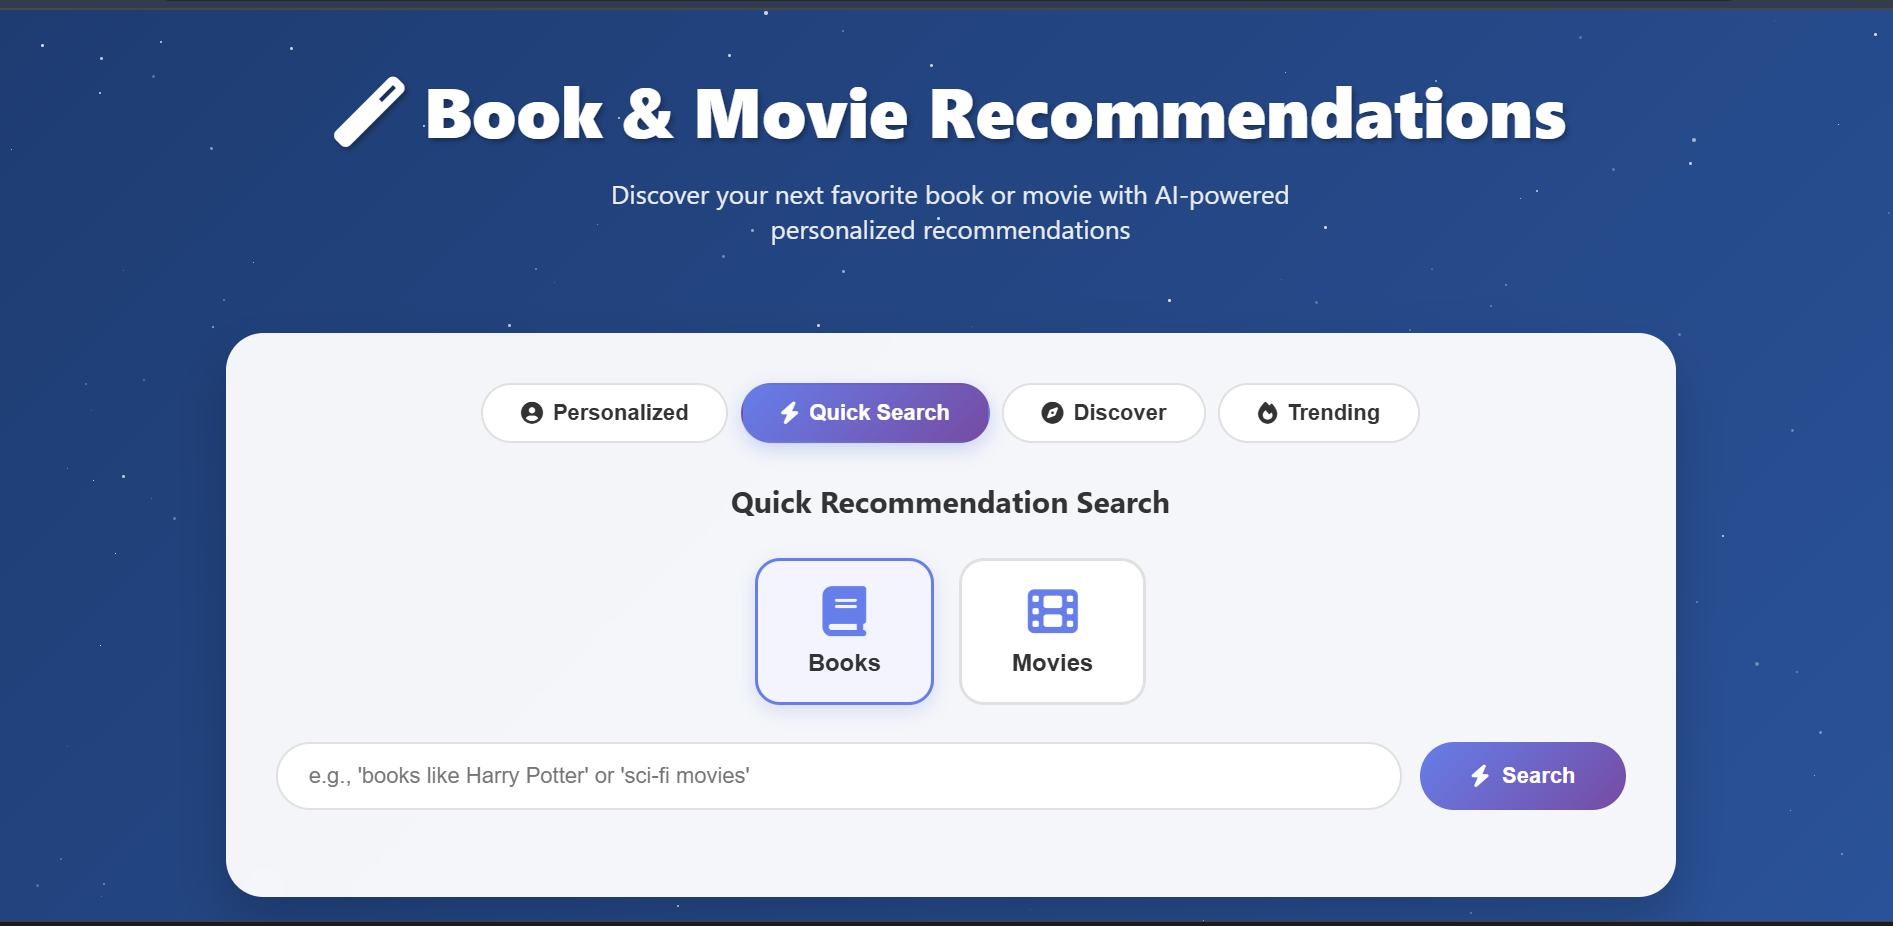 Book & Movie Recommendations
Discover your next favorite book or movie with AI-powered
personalized recommendations
Personalized
Quick Search
Discover
Trending
Quick Recommendation Search
Books
Movies
e.g., 'books like Harry Potter' or 'sci-fi movies'
Search